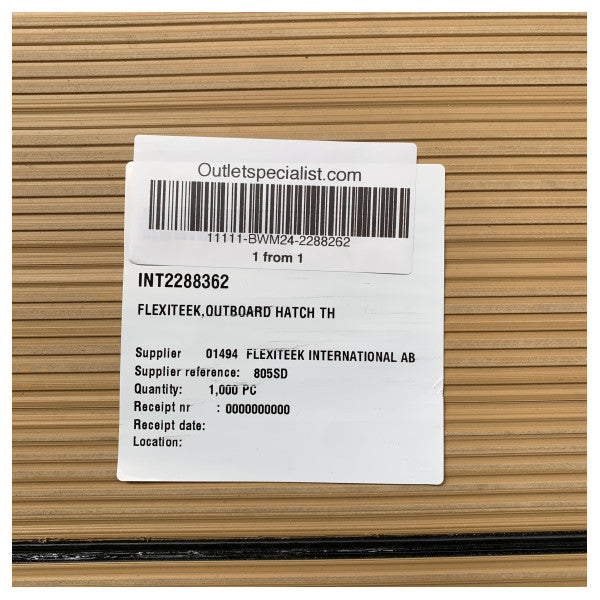 Outletspecialist.com
11111-BWM24-2288262
1 from 1
INT2288362
FLEXITEEK,OUTBOARD HATCH TH
Supplier 01494 FLEXITEEK INTERNATIONAL AB
Supplier reference: 805SD
Quantity: 1,000 PC
Receipt nr : 0000000000
Receipt date:
Location: